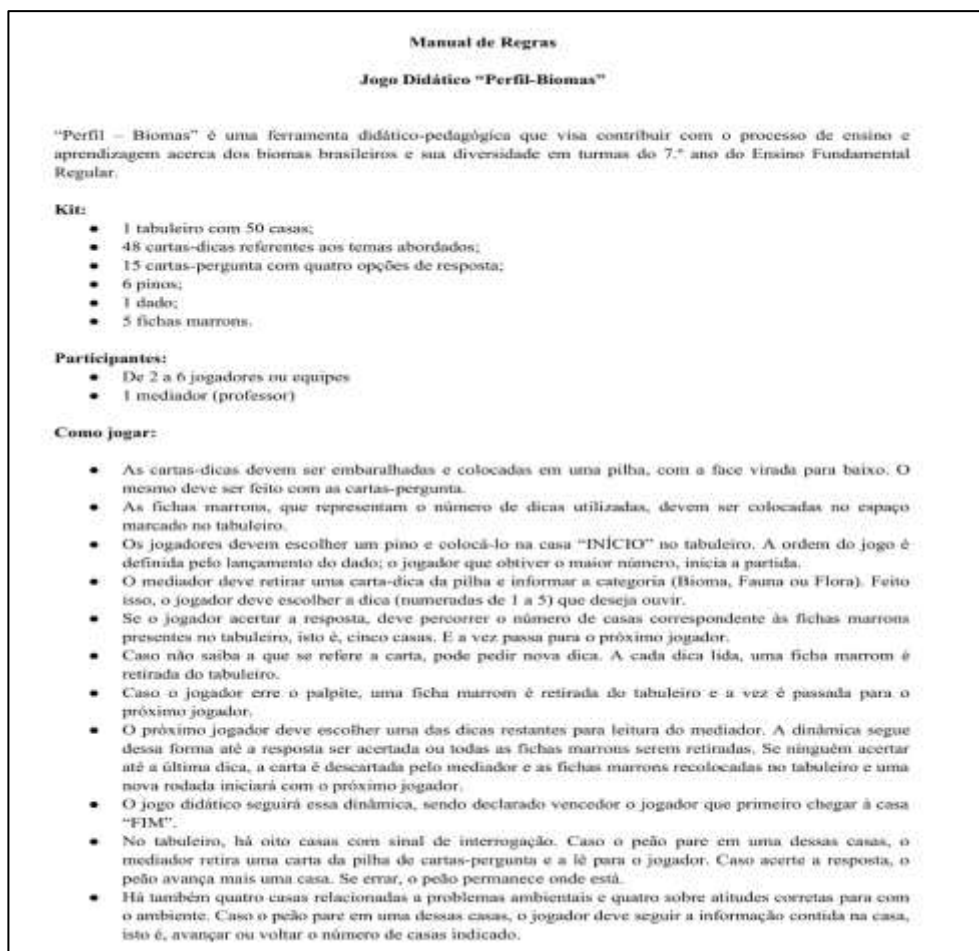 Manual de Regras
Jogo Didático “Perfil-Biomas”
“Perfil – Biomas” é uma ferramenta didático-pedagógica que visa contribuir com o processo de ensino e
aprendizagem acerca dos biomas brasileiros e sua diversidade em turmas do 7.º ano do Ensino Fundamental
Regular.
Kit:
● 1 tabuleiro com 50 casas;
● 48 cartas-dicas referentes aos temas abordados;
● 15 cartas-pergunta com quatro opções de resposta;
● 6 pinos;
● 1 dado;
● 5 fichas marrons.
Participantes:
● De 2 a 6 jogadores ou equipes
● 1 mediador (professor)
Como jogar:
● As cartas-dicas devem ser embaralhadas e colocadas em uma pilha, com a face virada para baixo. O
mesmo deve ser feito com as cartas-pergunta.
● As fichas marrons, que representam o número de dicas utilizadas, devem ser colocadas no espaço
marcado no tabuleiro.
● Os jogadores devem escolher um pino e colocá-lo na casa “INÍCIO” no tabuleiro. A ordem do jogo é
definida pelo lançamento do dado; o jogador que obtiver o maior número, inicia a partida.
● O mediador deve retirar uma carta-dica da pilha e informar a categoria (Bioma, Fauna ou Flora). Feito
isso, o jogador deve escolher a dica (numeradas de 1 a 5) que deseja ouvir.
● Se o jogador acertar a resposta, deve percorrer o número de casas correspondente às fichas marrons
presentes no tabuleiro, isto é, cinco casas. E a vez passa para o próximo jogador.
● Caso não saiba a que se refere a carta, pode pedir nova dica. A cada dica lida, uma ficha marrom é
retirada do tabuleiro.
● Caso o jogador erre o palpite, uma ficha marrom é retirada do tabuleiro e a vez é passada para o
próximo jogador.
● O próximo jogador deve escolher uma das dicas restantes para leitura do mediador. A dinâmica segue
dessa forma até a resposta ser acertada ou todas as fichas marrons serem retiradas. Se ninguém acertar
até a última dica, a carta é descartada pelo mediador e as fichas marrons recolocadas no tabuleiro e uma
nova rodada iniciará com o próximo jogador.
● O jogo didático seguirá essa dinâmica, sendo declarado vencedor o jogador que primeiro chegar à casa
“FIM”.
● No tabuleiro, há oito casas com sinal de interrogação. Caso o peão pare em uma dessas casas, o
mediador retira uma carta da pilha de cartas-pergunta e a lê para o jogador. Caso acerte a resposta, o
peão avança mais uma casa. Se errar, o peão permanece onde está.
● Há também quatro casas relacionadas a problemas ambientais e quatro sobre atitudes corretas para com
o ambiente. Caso o peão pare em uma dessas casas, o jogador deve seguir a informação contida na casa,
isto é, avançar ou voltar o número de casas indicado.